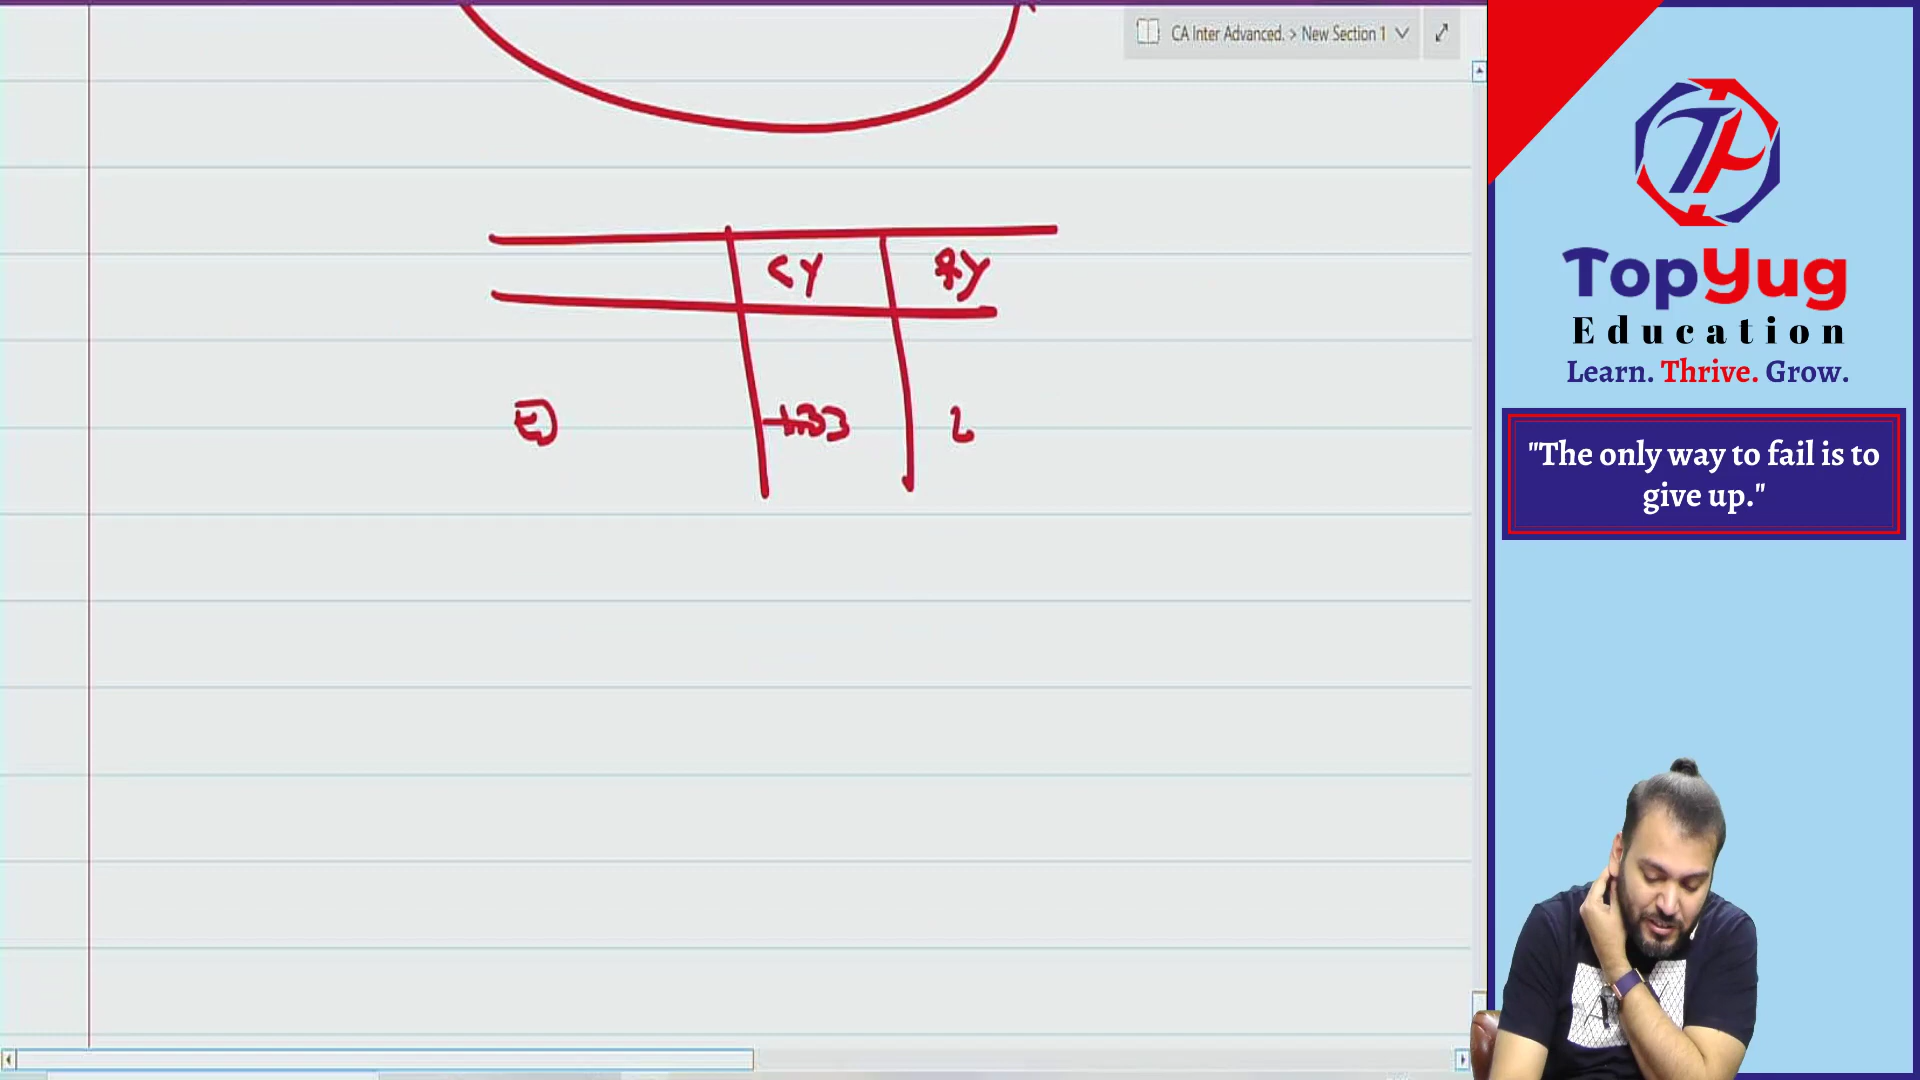 CA Inter Advanced. > New Section 1
CY PY
TopYug
Education
Learn. Thrive. Grow.
"The only way to fail is to
give up."